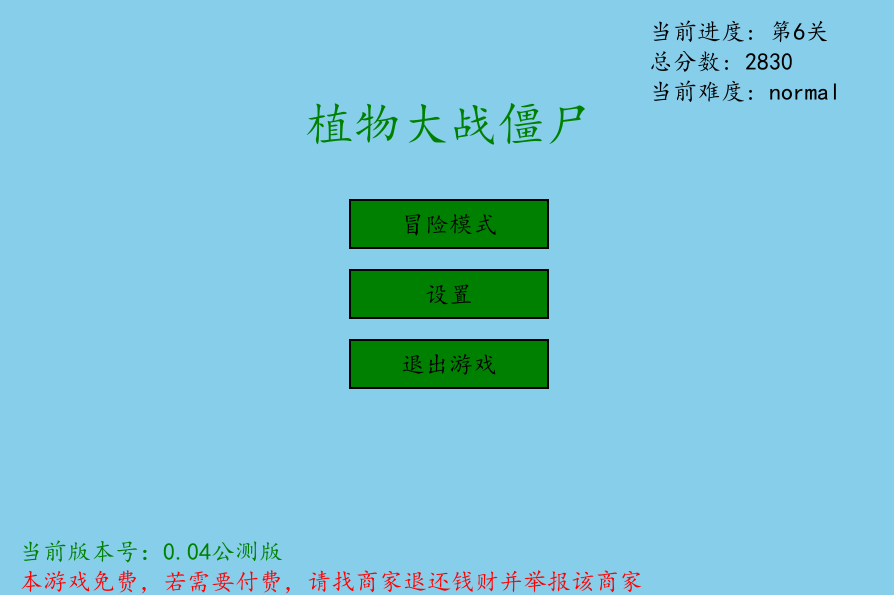 当前进度：第6关
总分数：2830
当前难度：normal
植物大战僵尸
冒险模式
设置
退出游戏
当前版本号：0.04公测版
本游戏免费，若需要付费，请找商家退还钱财并举报该商家